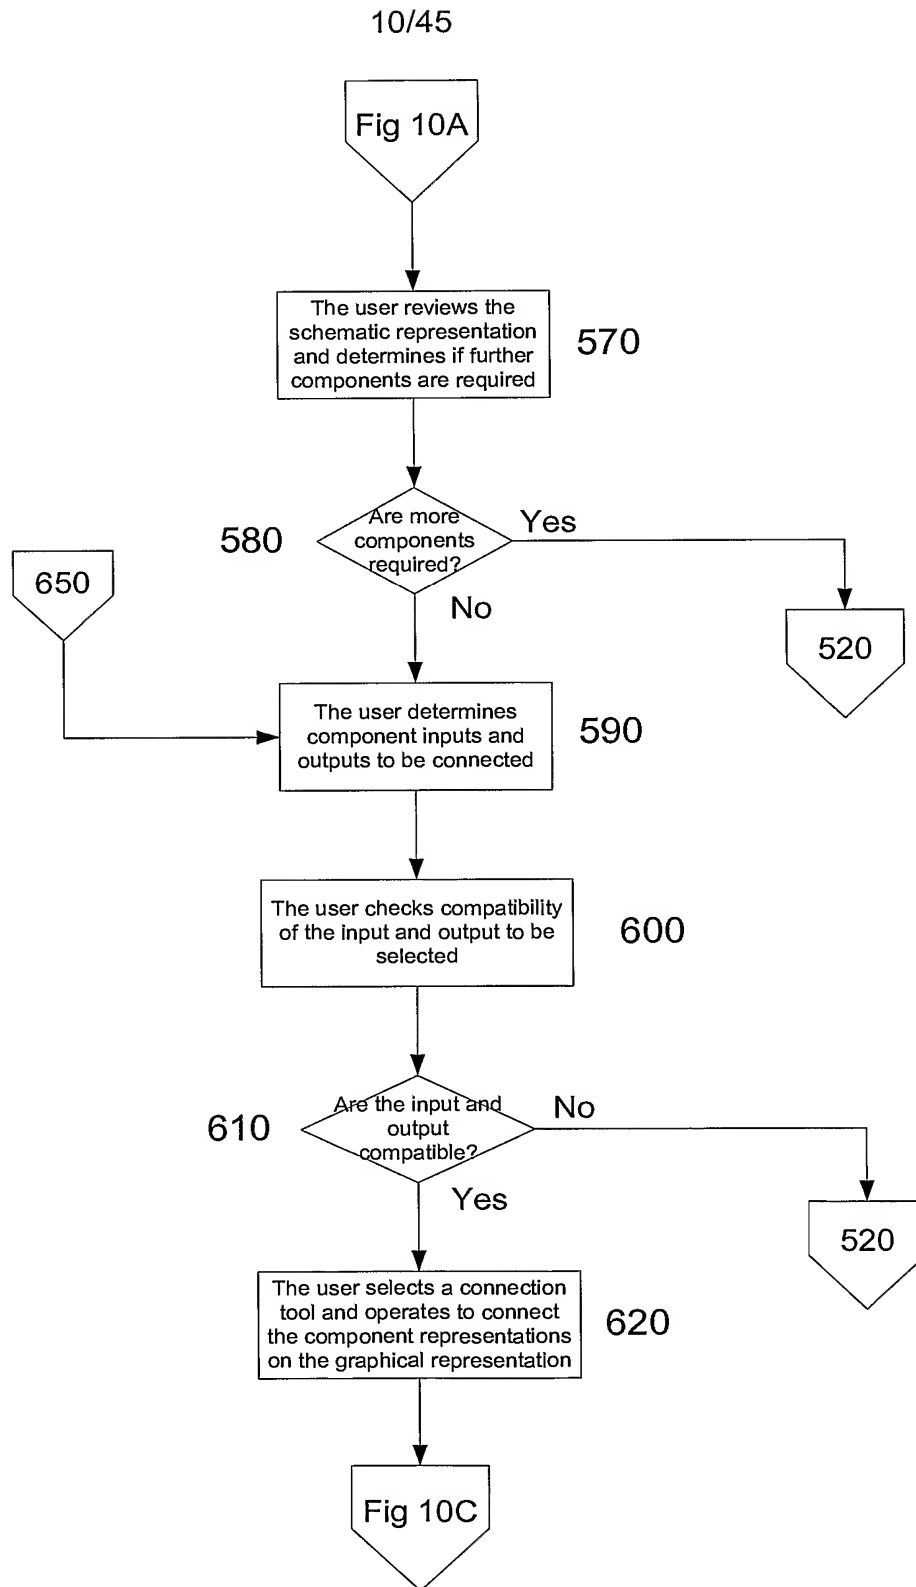 10/45
Fig 10A
The user reviews the
schematic representation
and determines if further
components are required
570
Are more
components
required?
580
Yes
No
650
520
The user determines
component inputs and
outputs to be connected
590
The user checks compatibility
of the input and output to be
selected
600
Are the input and
output
compatible?
610
No
Yes
520
The user selects a connection
tool and operates to connect
the component representations
on the graphical representation
620
Fig 10C